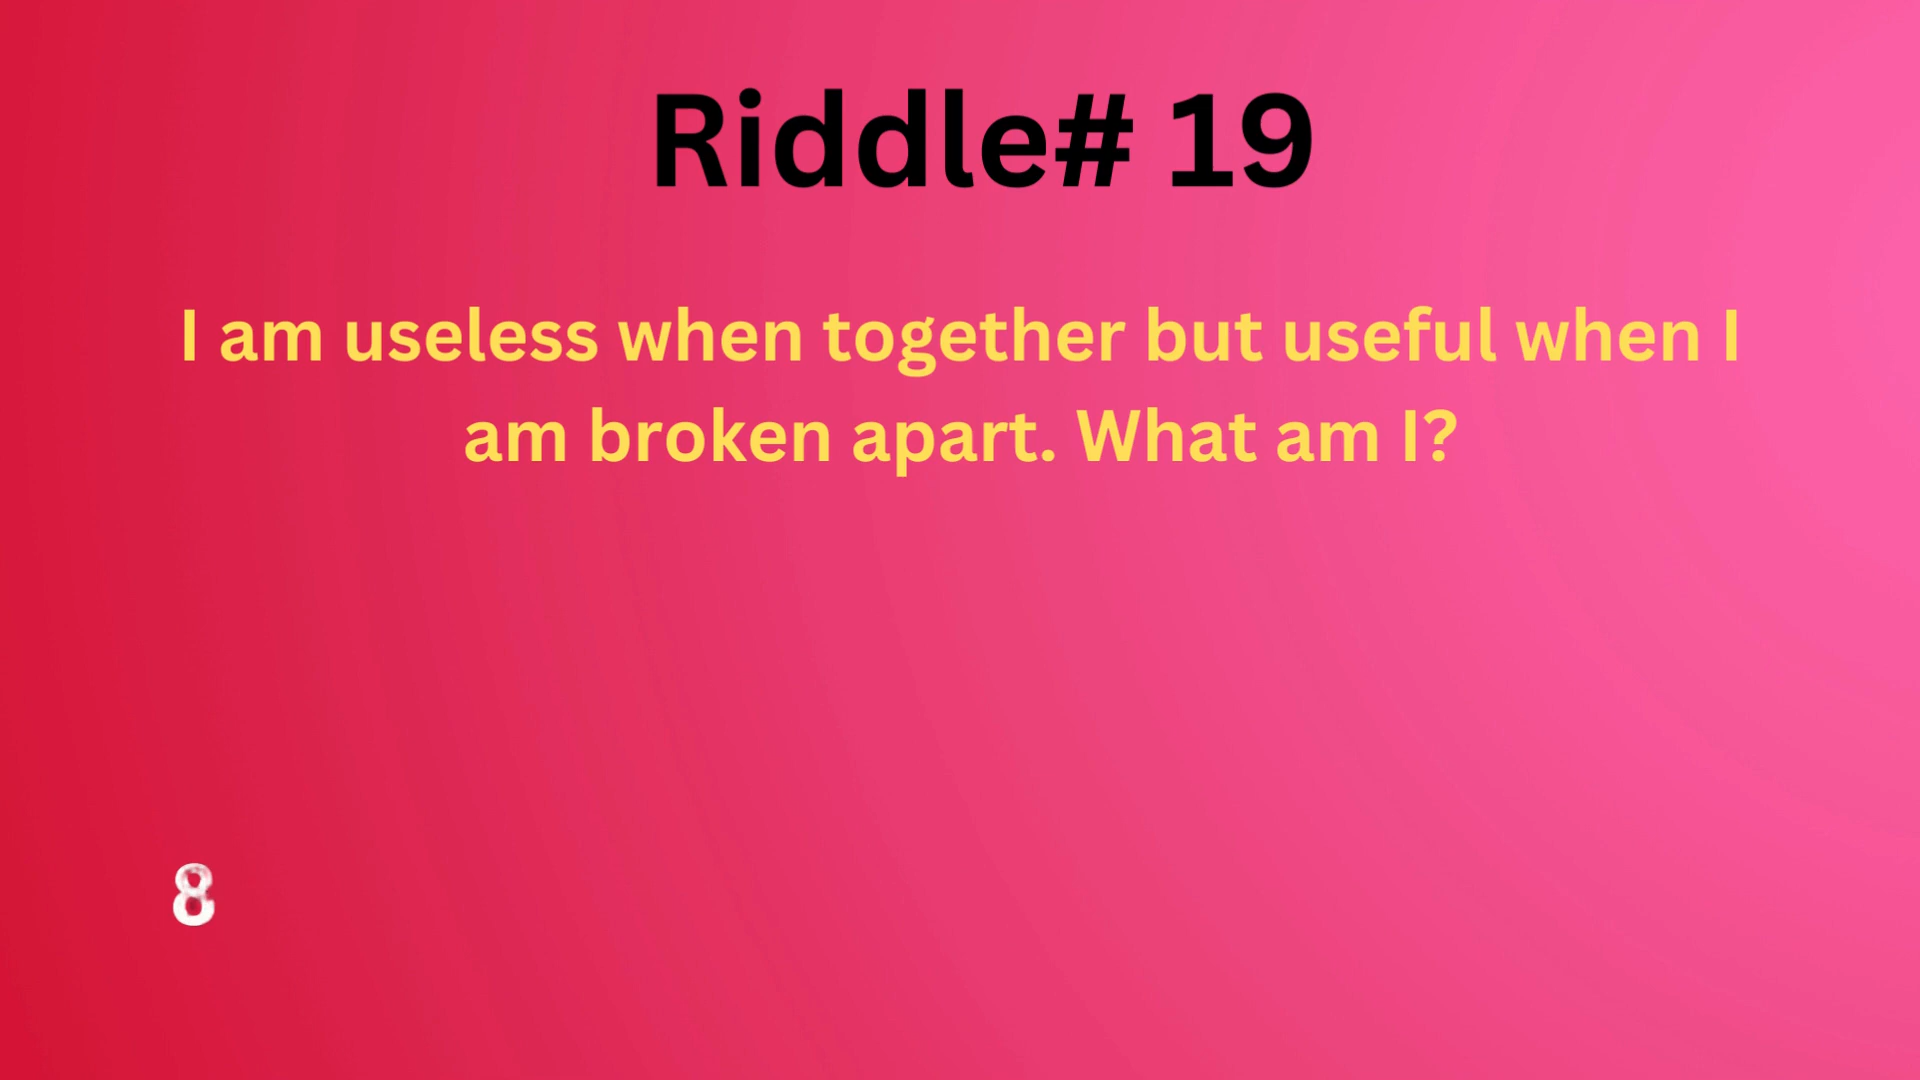 Riddle# 19
I am useless when together but useful when I
am broken apart. What am I?
8